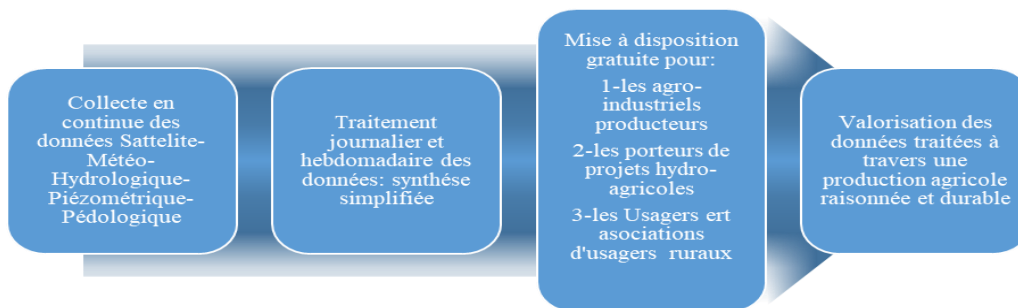 Collecte en
continue des
données Sattelite-
Météo-
Hydrologique-
Piézométrique-
Pédologique
Traitement
journalier et
hebdomadaire des
données: synthése
simplifiée
Mise à disposition
gratuite pour:
1-les agro-
industriels
producteurs
2-les porteurs de
projets hydro-
agricoles
3-les Usagers ert
asociations
d'usagers ruraux
Valorisation des
données traitées à
travers une
production agricole
raisonnée et durable